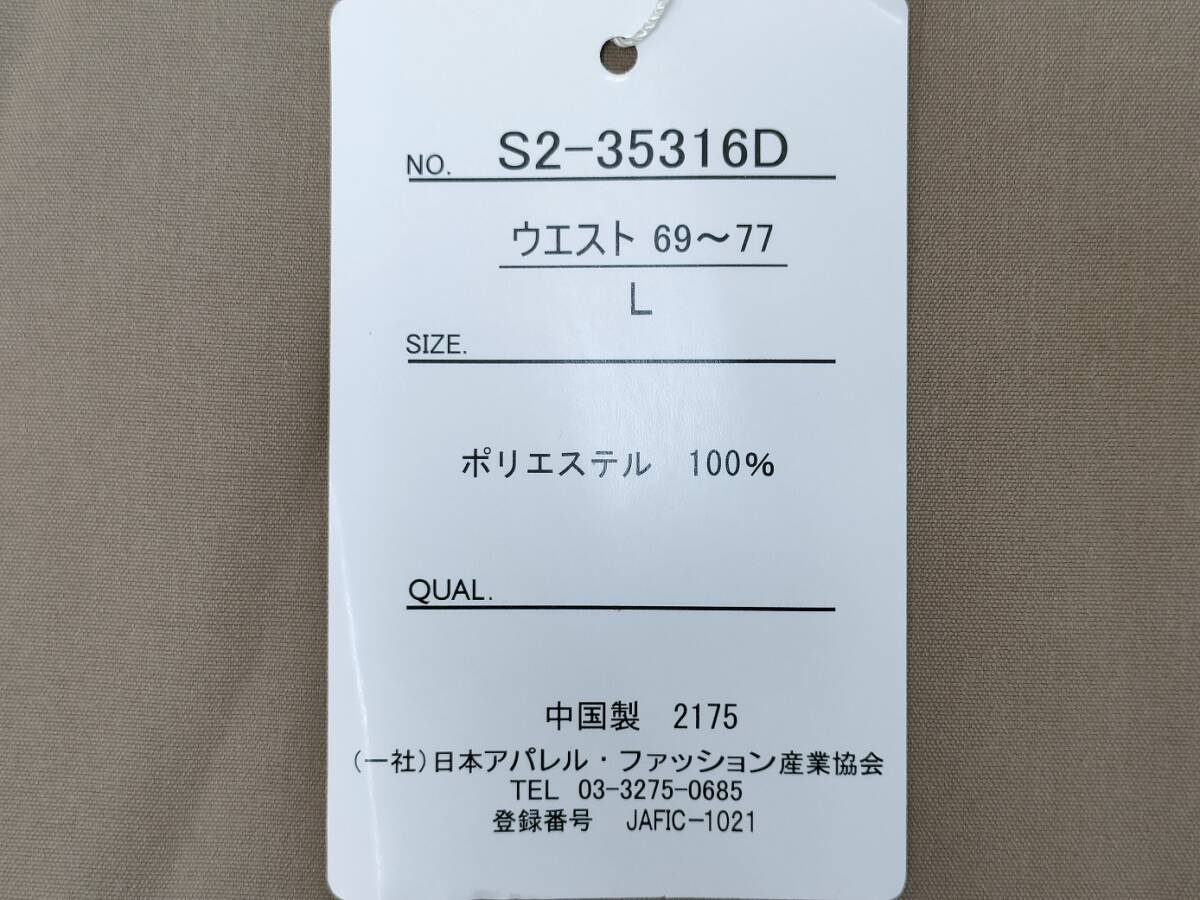 NO. S2-35316D
ウエスト 69～77
L
SIZE.
ポリエステル 100%
QUAL.
中国製 2175
(一社)日本アパレル・ファッション産業協会
TEL 03-3275-0685
登録番号 JAFIC-1021